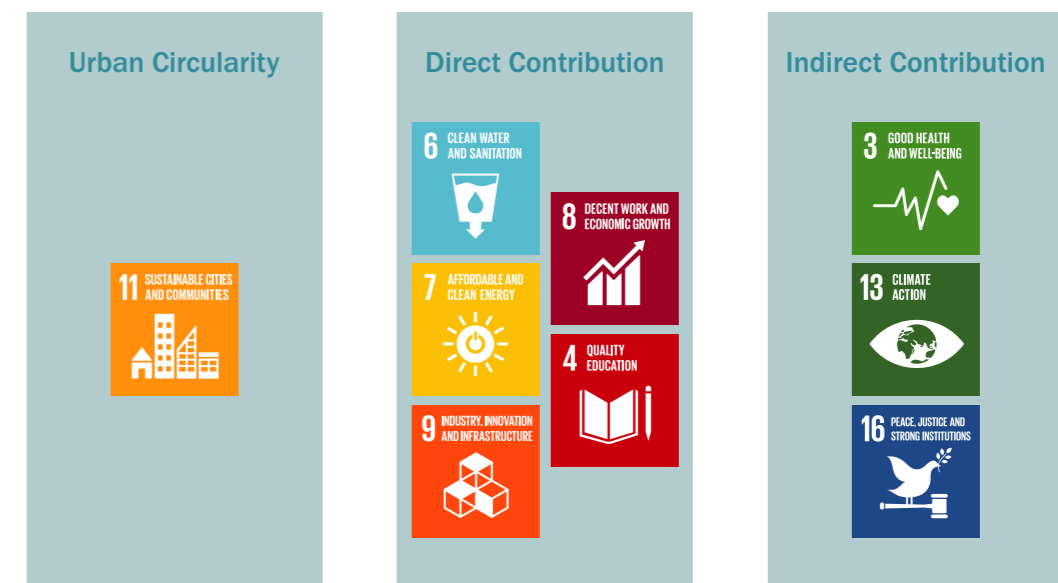 Urban Circularity
11 SUSTAINABLE CITIES
AND COMMUNITIES
Direct Contribution
6 CLEAN WATER
AND SANITATION
7 AFFORDABLE AND
CLEAN ENERGY
9 INDUSTRY, INNOVATION
AND INFRASTRUCTURE
8 DECENT WORK AND
ECONOMIC GROWTH
4 QUALITY
EDUCATION
Indirect Contribution
3 GOOD HEALTH
AND WELL-BEING
13 CLIMATE
ACTION
16 PEACE, JUSTICE AND
STRONG INSTITUTIONS